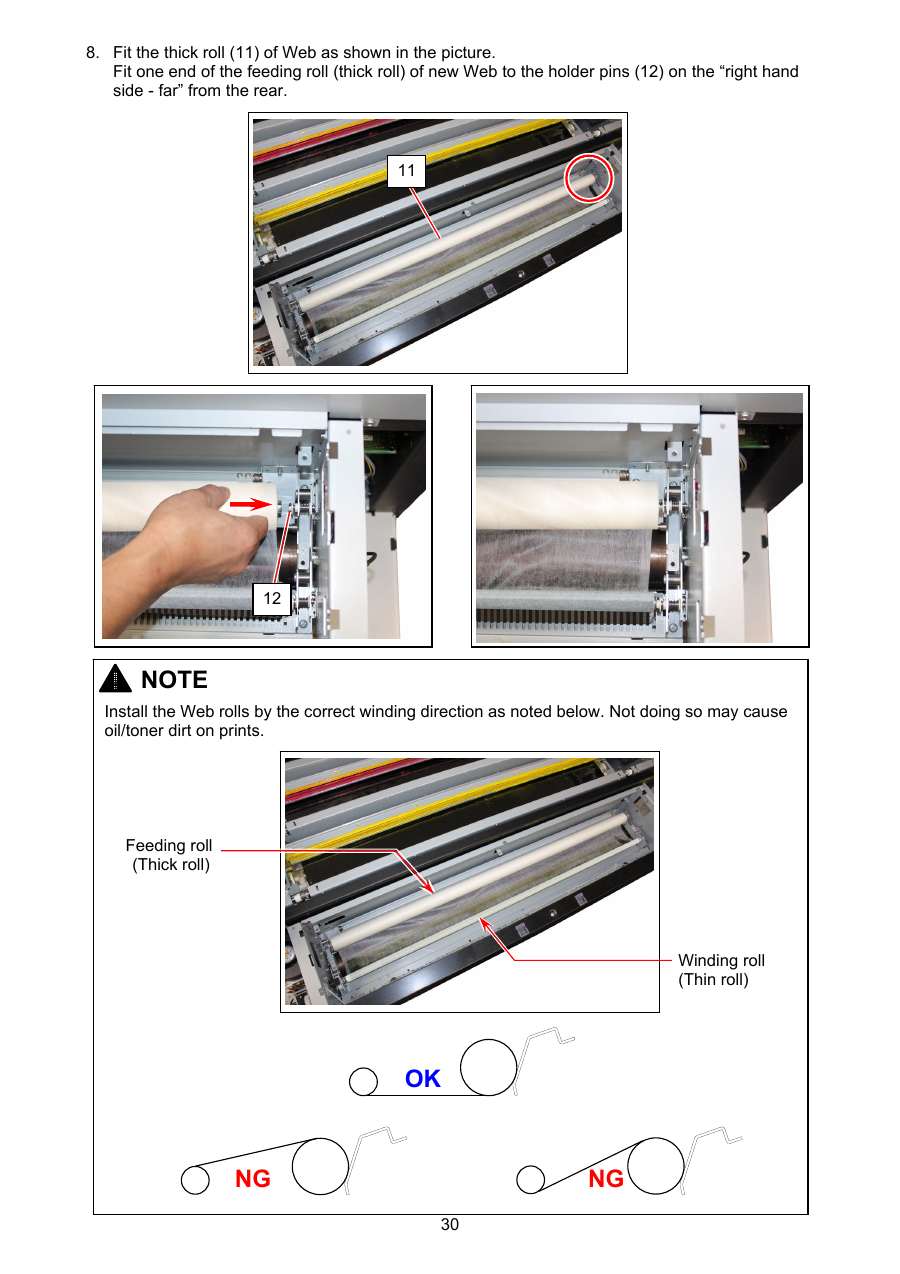 8. Fit the thick roll (11) of Web as shown in the picture.
Fit one end of the feeding roll (thick roll) of new Web to the holder pins (12) on the “right hand
side - far” from the rear.
11
12
NOTE
Install the Web rolls by the correct winding direction as noted below. Not doing so may cause
oil/toner dirt on prints.
Feeding roll
(Thick roll)
Winding roll
(Thin roll)
OK
NG
NG
30